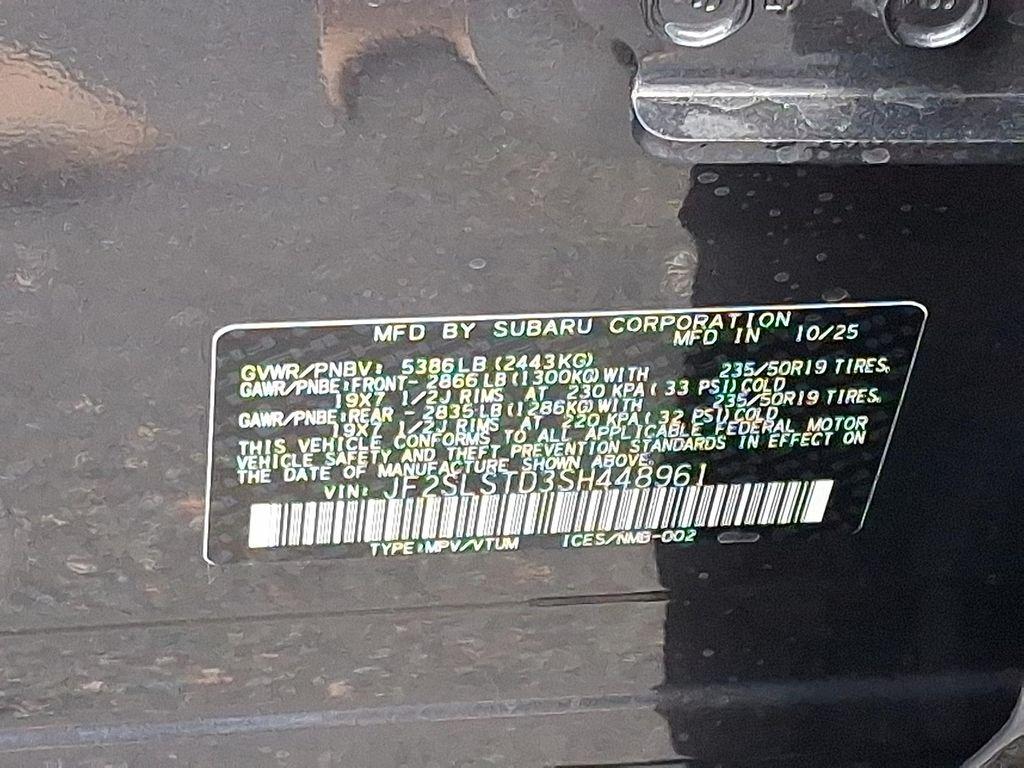 MFD BY SUBARU CORPORATION
MFD IN 10/25
GVWR/PNBV: 5386LB (2443KG)
GAWR/PNBE:FRONT- 2866LB(1300KG)WITH 235/50R19 TIRES.
19X7 1/2J RIMS AT 230 KPA( 33 PSI)COLD
GAWR/PNBE:REAR - 2835LB(1286KG)WITH 235/50R19 TIRES.
19X7 1/2J RIMS AT 220 KPA( 32 PSI)COLD
THIS VEHICLE CONFORMS TO ALL APPLICABLE FEDERAL MOTOR
VEHICLE SAFETY AND THEFT PREVENTION STANDARDS IN EFFECT ON
THE DATE OF MANUFACTURE SHOWN ABOVE.
VIN: JF2SLSTD3SH448961
TYPE:MPV/VTUM ICES/NMB-002